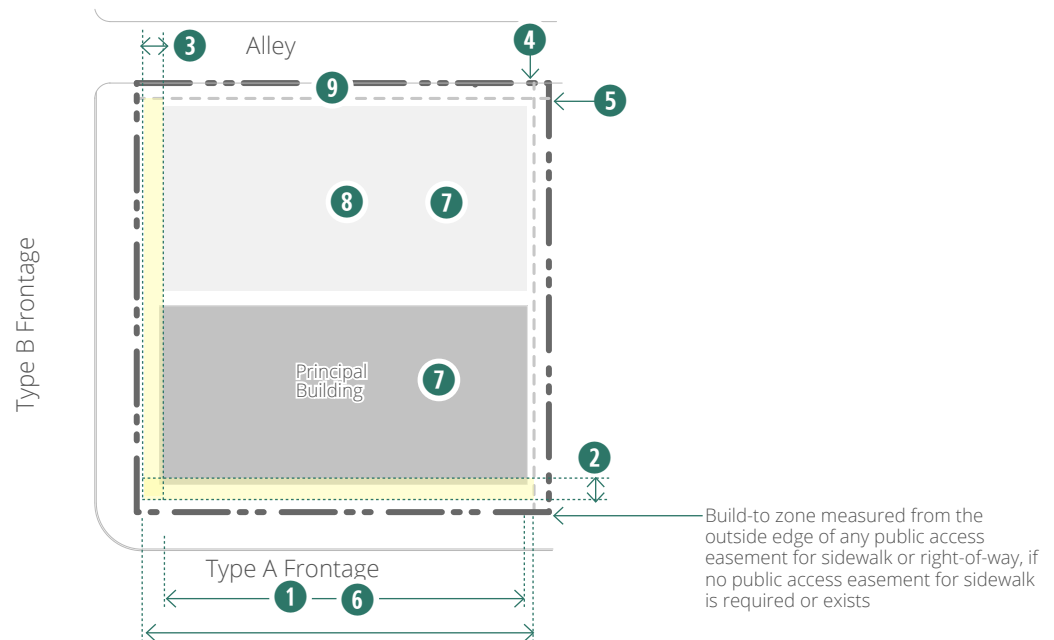 3
Alley
4
9
5
8
7
Type B Frontage
Principal
Building
7
2
Build-to zone measured from the
outside edge of any public access
easement for sidewalk or right-of-way, if
no public access easement for sidewalk
is required or exists
Type A Frontage
1
6